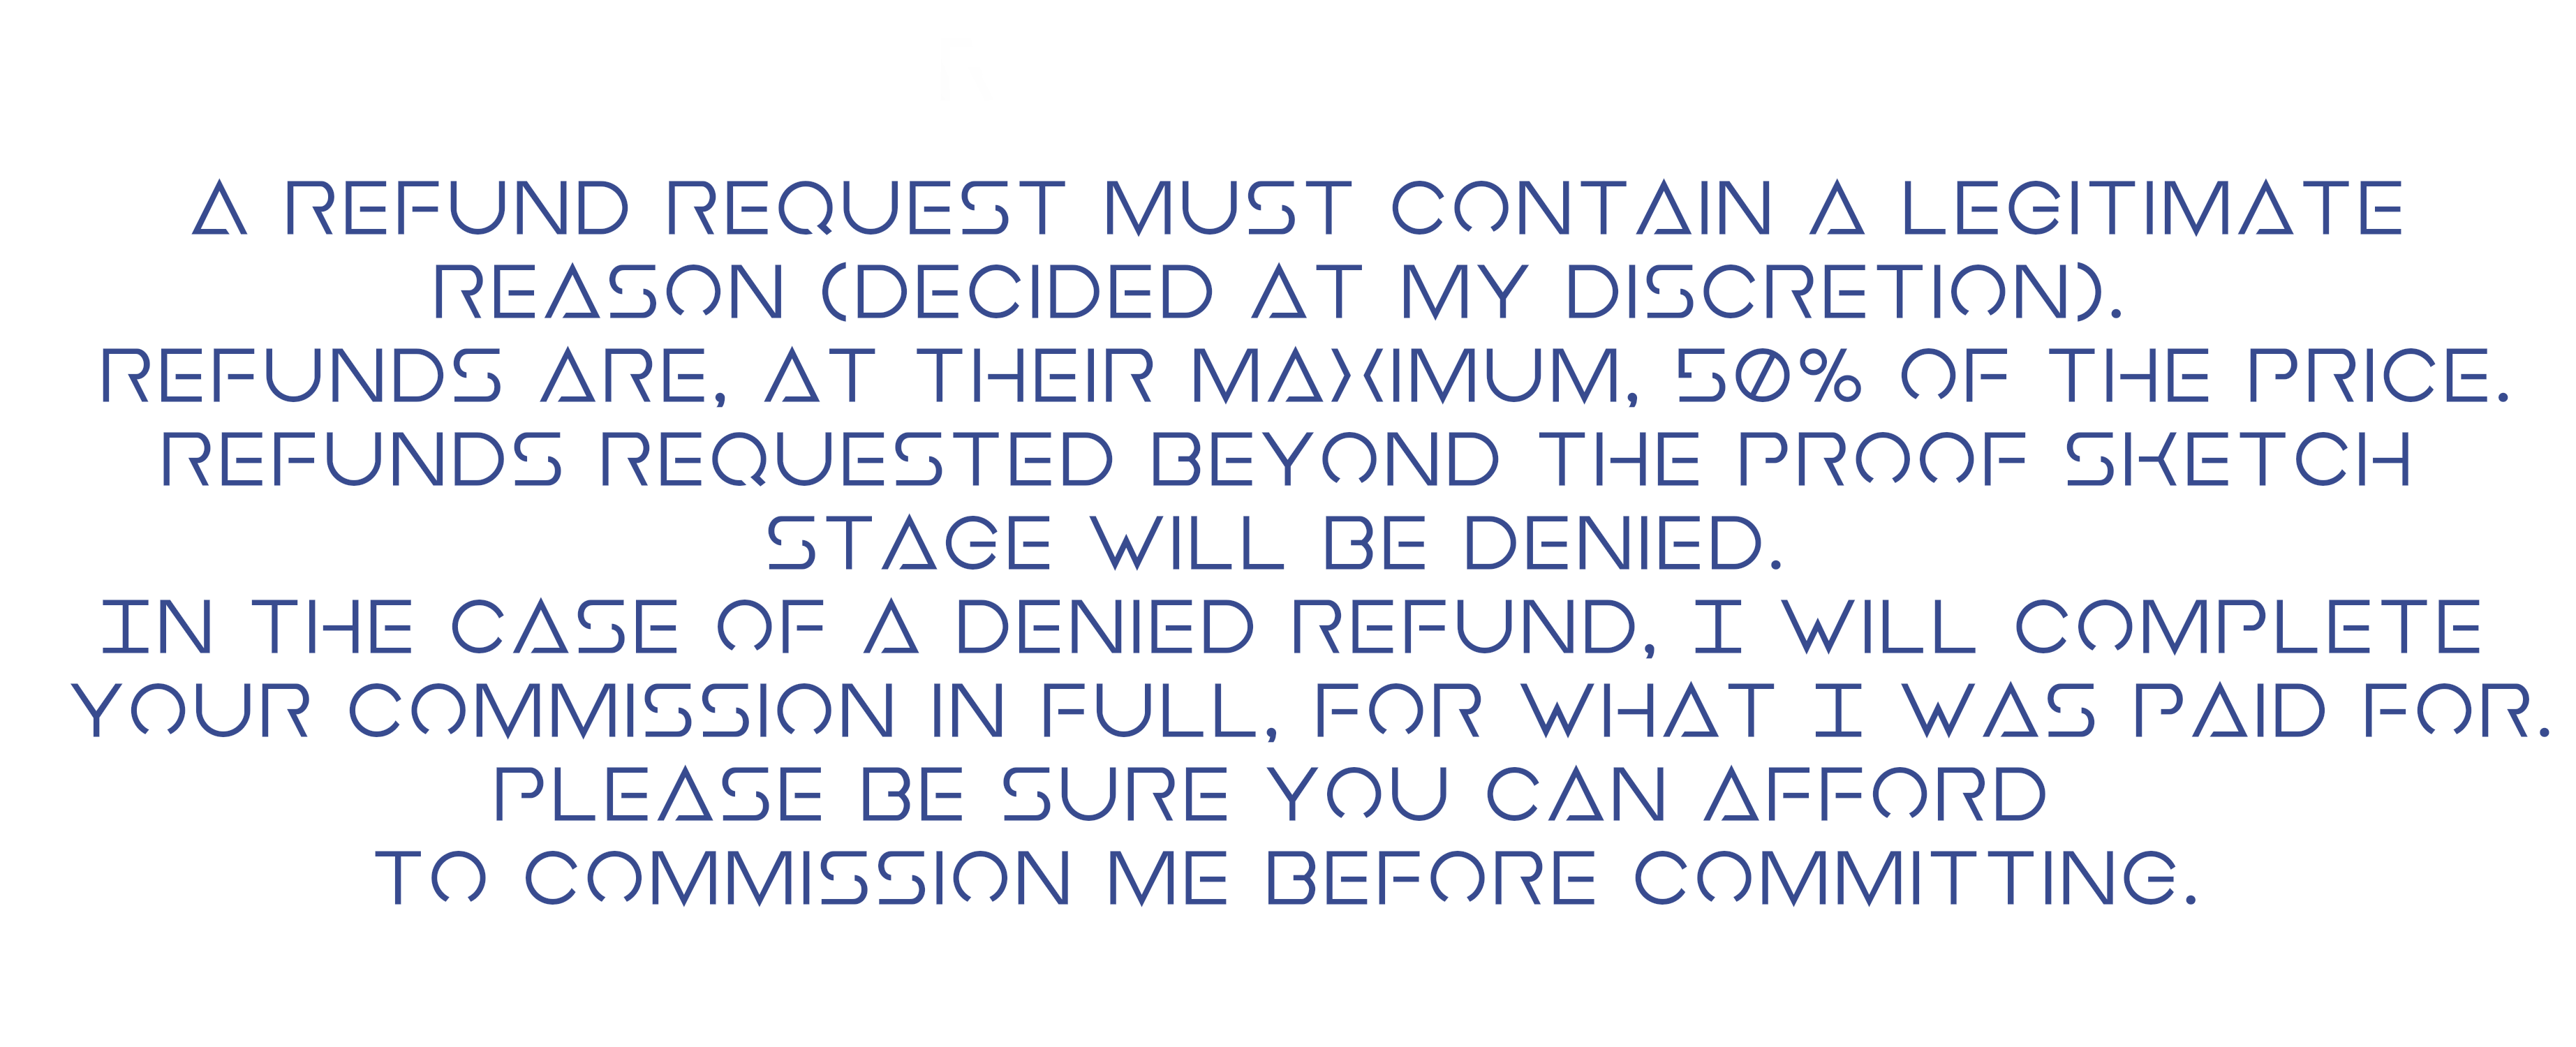 A REFUND REQUEST MUST CONTAIN A LEGITIMATE
REASON (DECIDED AT MY DISCRETION).
REFUNDS ARE, AT THEIR MAXIMUM, 50% OF THE PRICE.
REFUNDS REQUESTED BEYOND THE PROOF SKETCH
STAGE WILL BE DENIED.
IN THE CASE OF A DENIED REFUND, I WILL COMPLETE
YOUR COMMISSION IN FULL, FOR WHAT I WAS PAID FOR.
PLEASE BE SURE YOU CAN AFFORD
TO COMMISSION ME BEFORE COMMITTING.